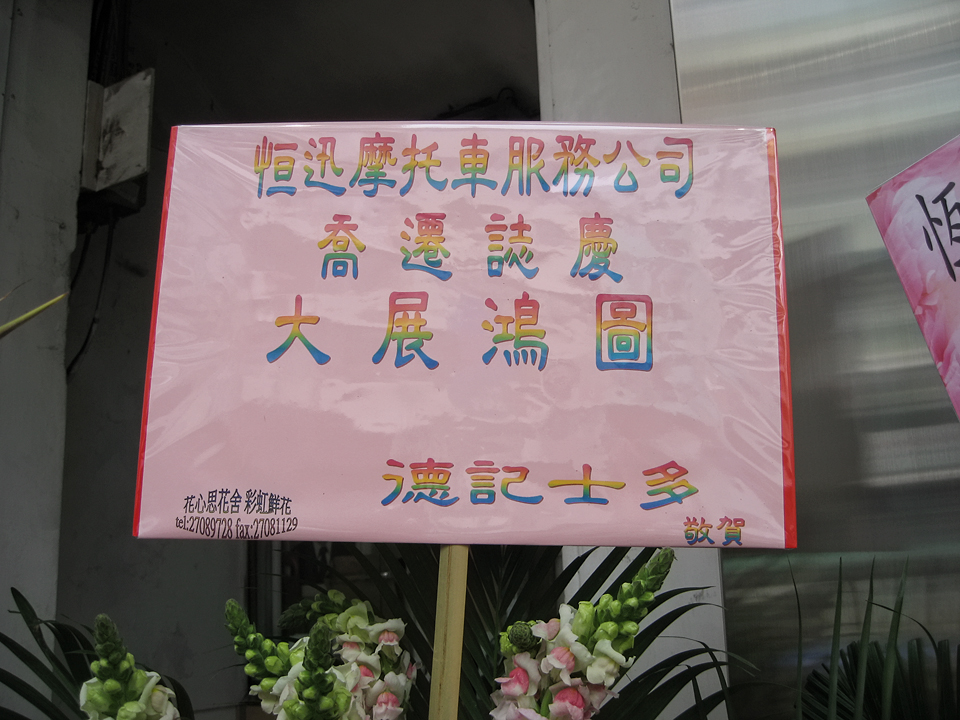 恒迅摩托車服務公司
喬遷誌慶
大展鴻圖
德記士多
敬賀
花心思花舍 彩虹鮮花
tel:27089728 fax:27081129
恒